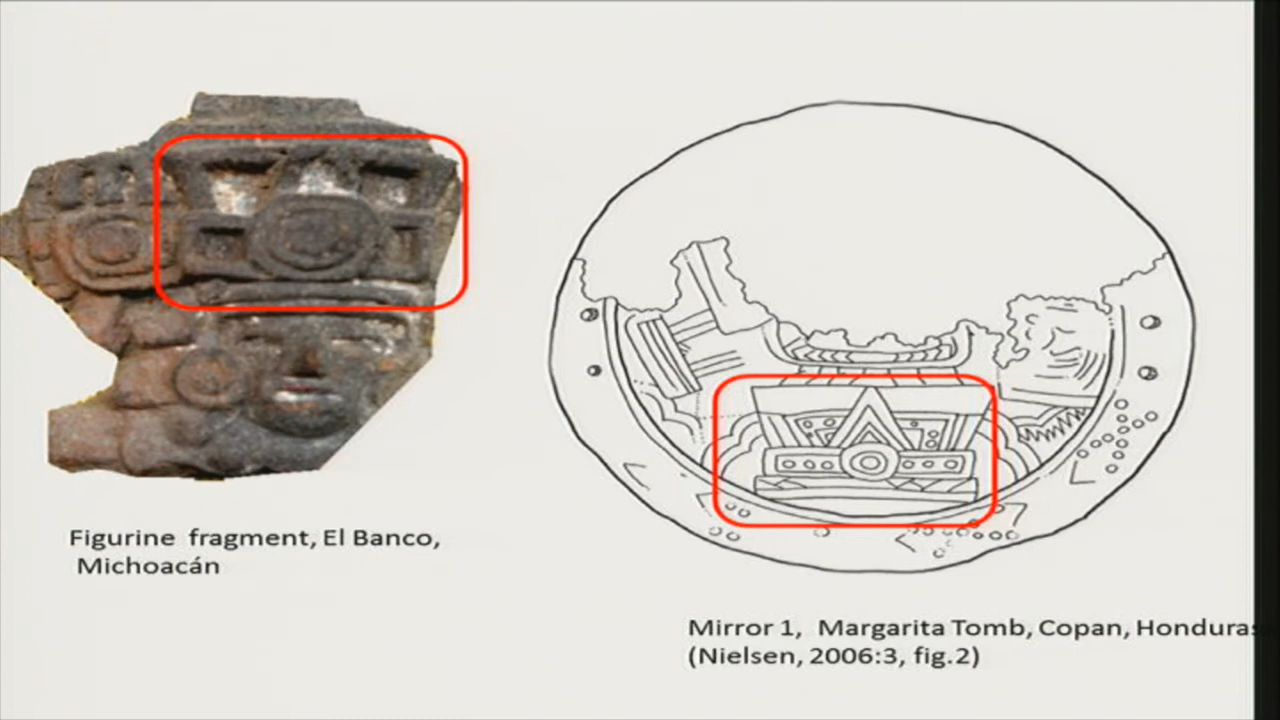 Figurine fragment, El Banco,
Michoacán
Mirror 1, Margarita Tomb, Copan, Honduras
(Nielsen, 2006:3, fig.2)